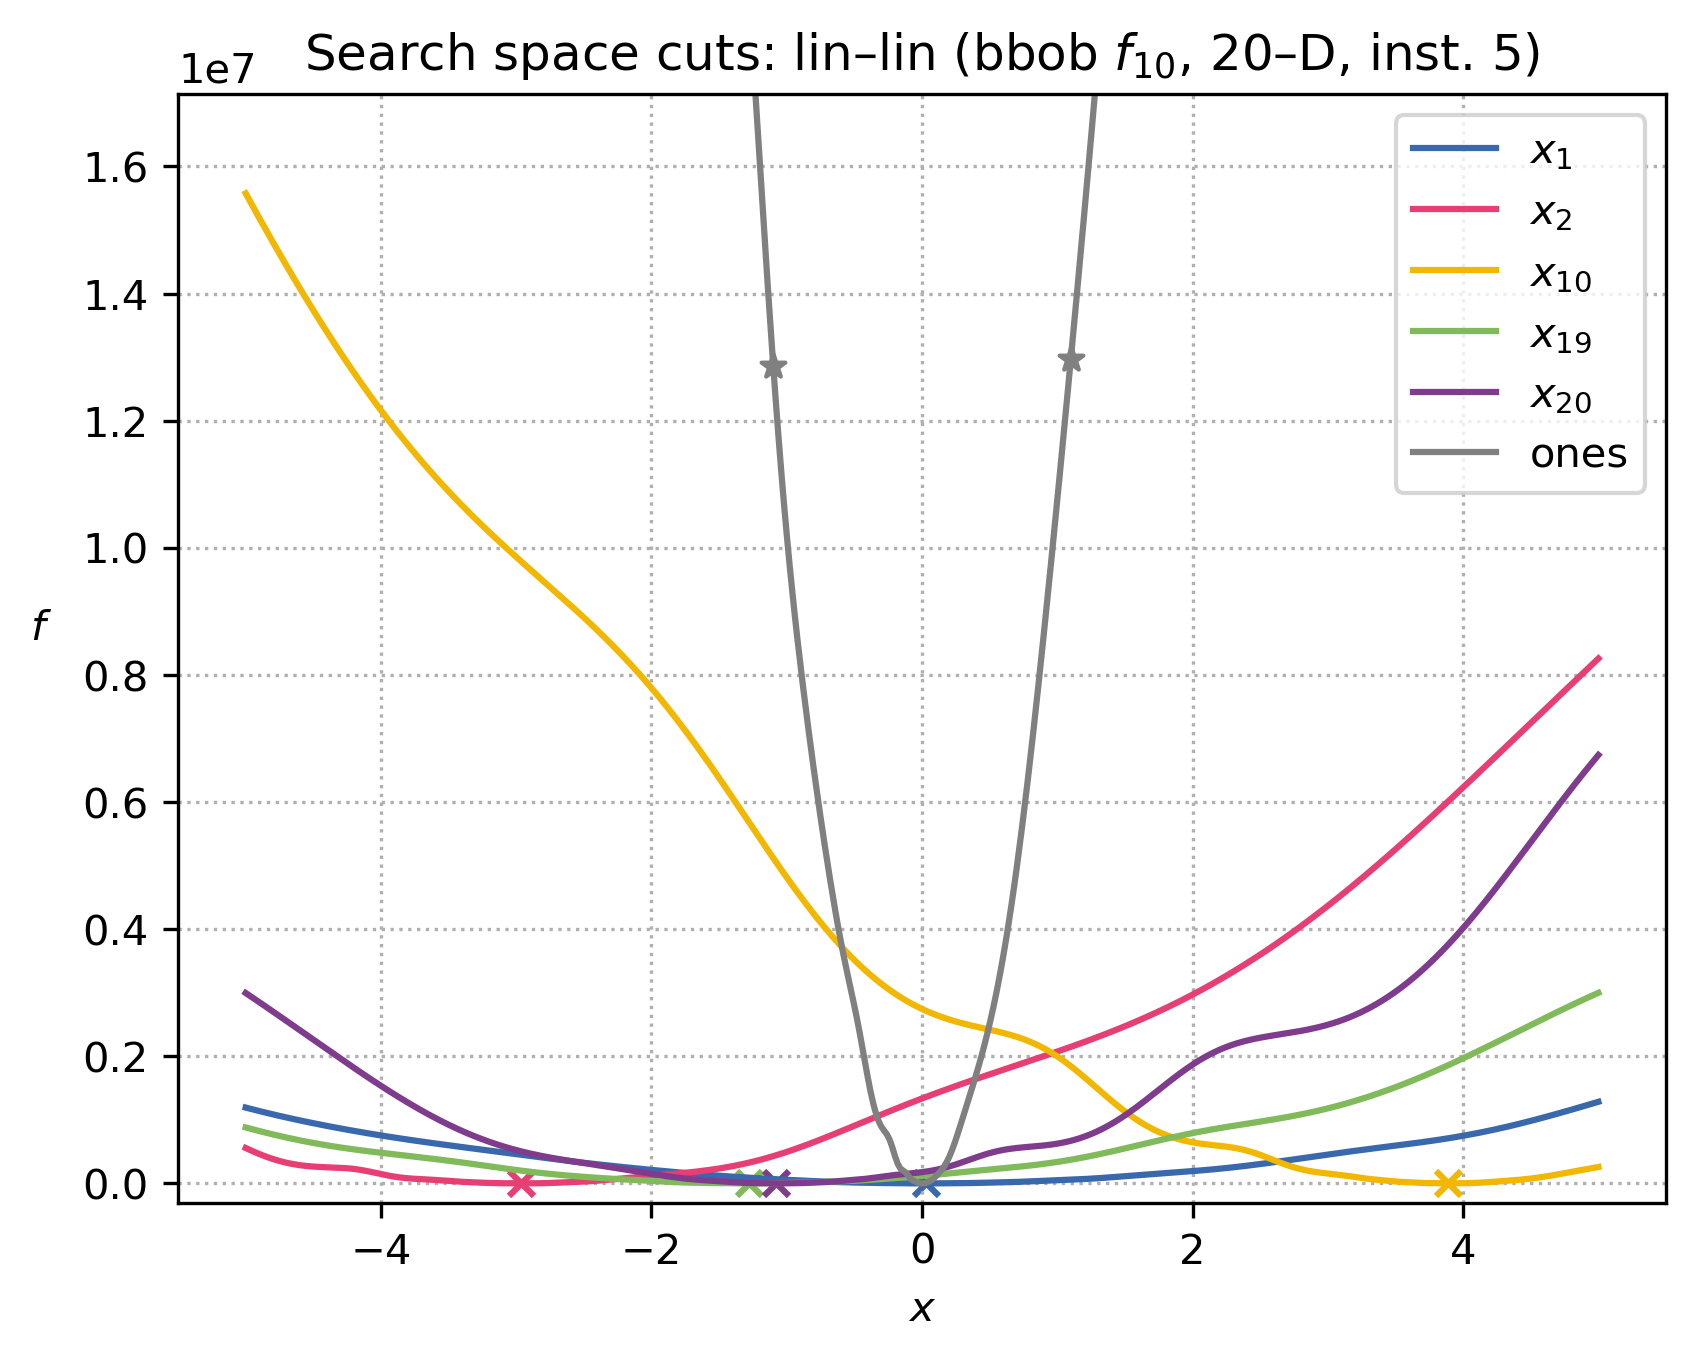 Search space cuts: lin–lin (bbob f10, 20–D, inst. 5)
1e7
1.6
1.4
1.2
1.0
0.8
0.6
0.4
0.2
0.0
f
−4
−2
0
2
4
x
x1
x2
x10
x19
x20
ones